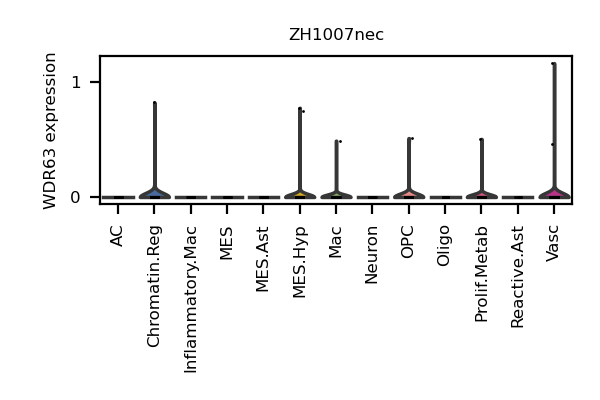 ZH1007nec
WDR63 expression
1
0
AC
Chromatin.Reg
Inflammatory.Mac
MES
MES.Ast
MES.Hyp
Mac
Neuron
OPC
Oligo
Prolif.Metab
Reactive.Ast
Vasc